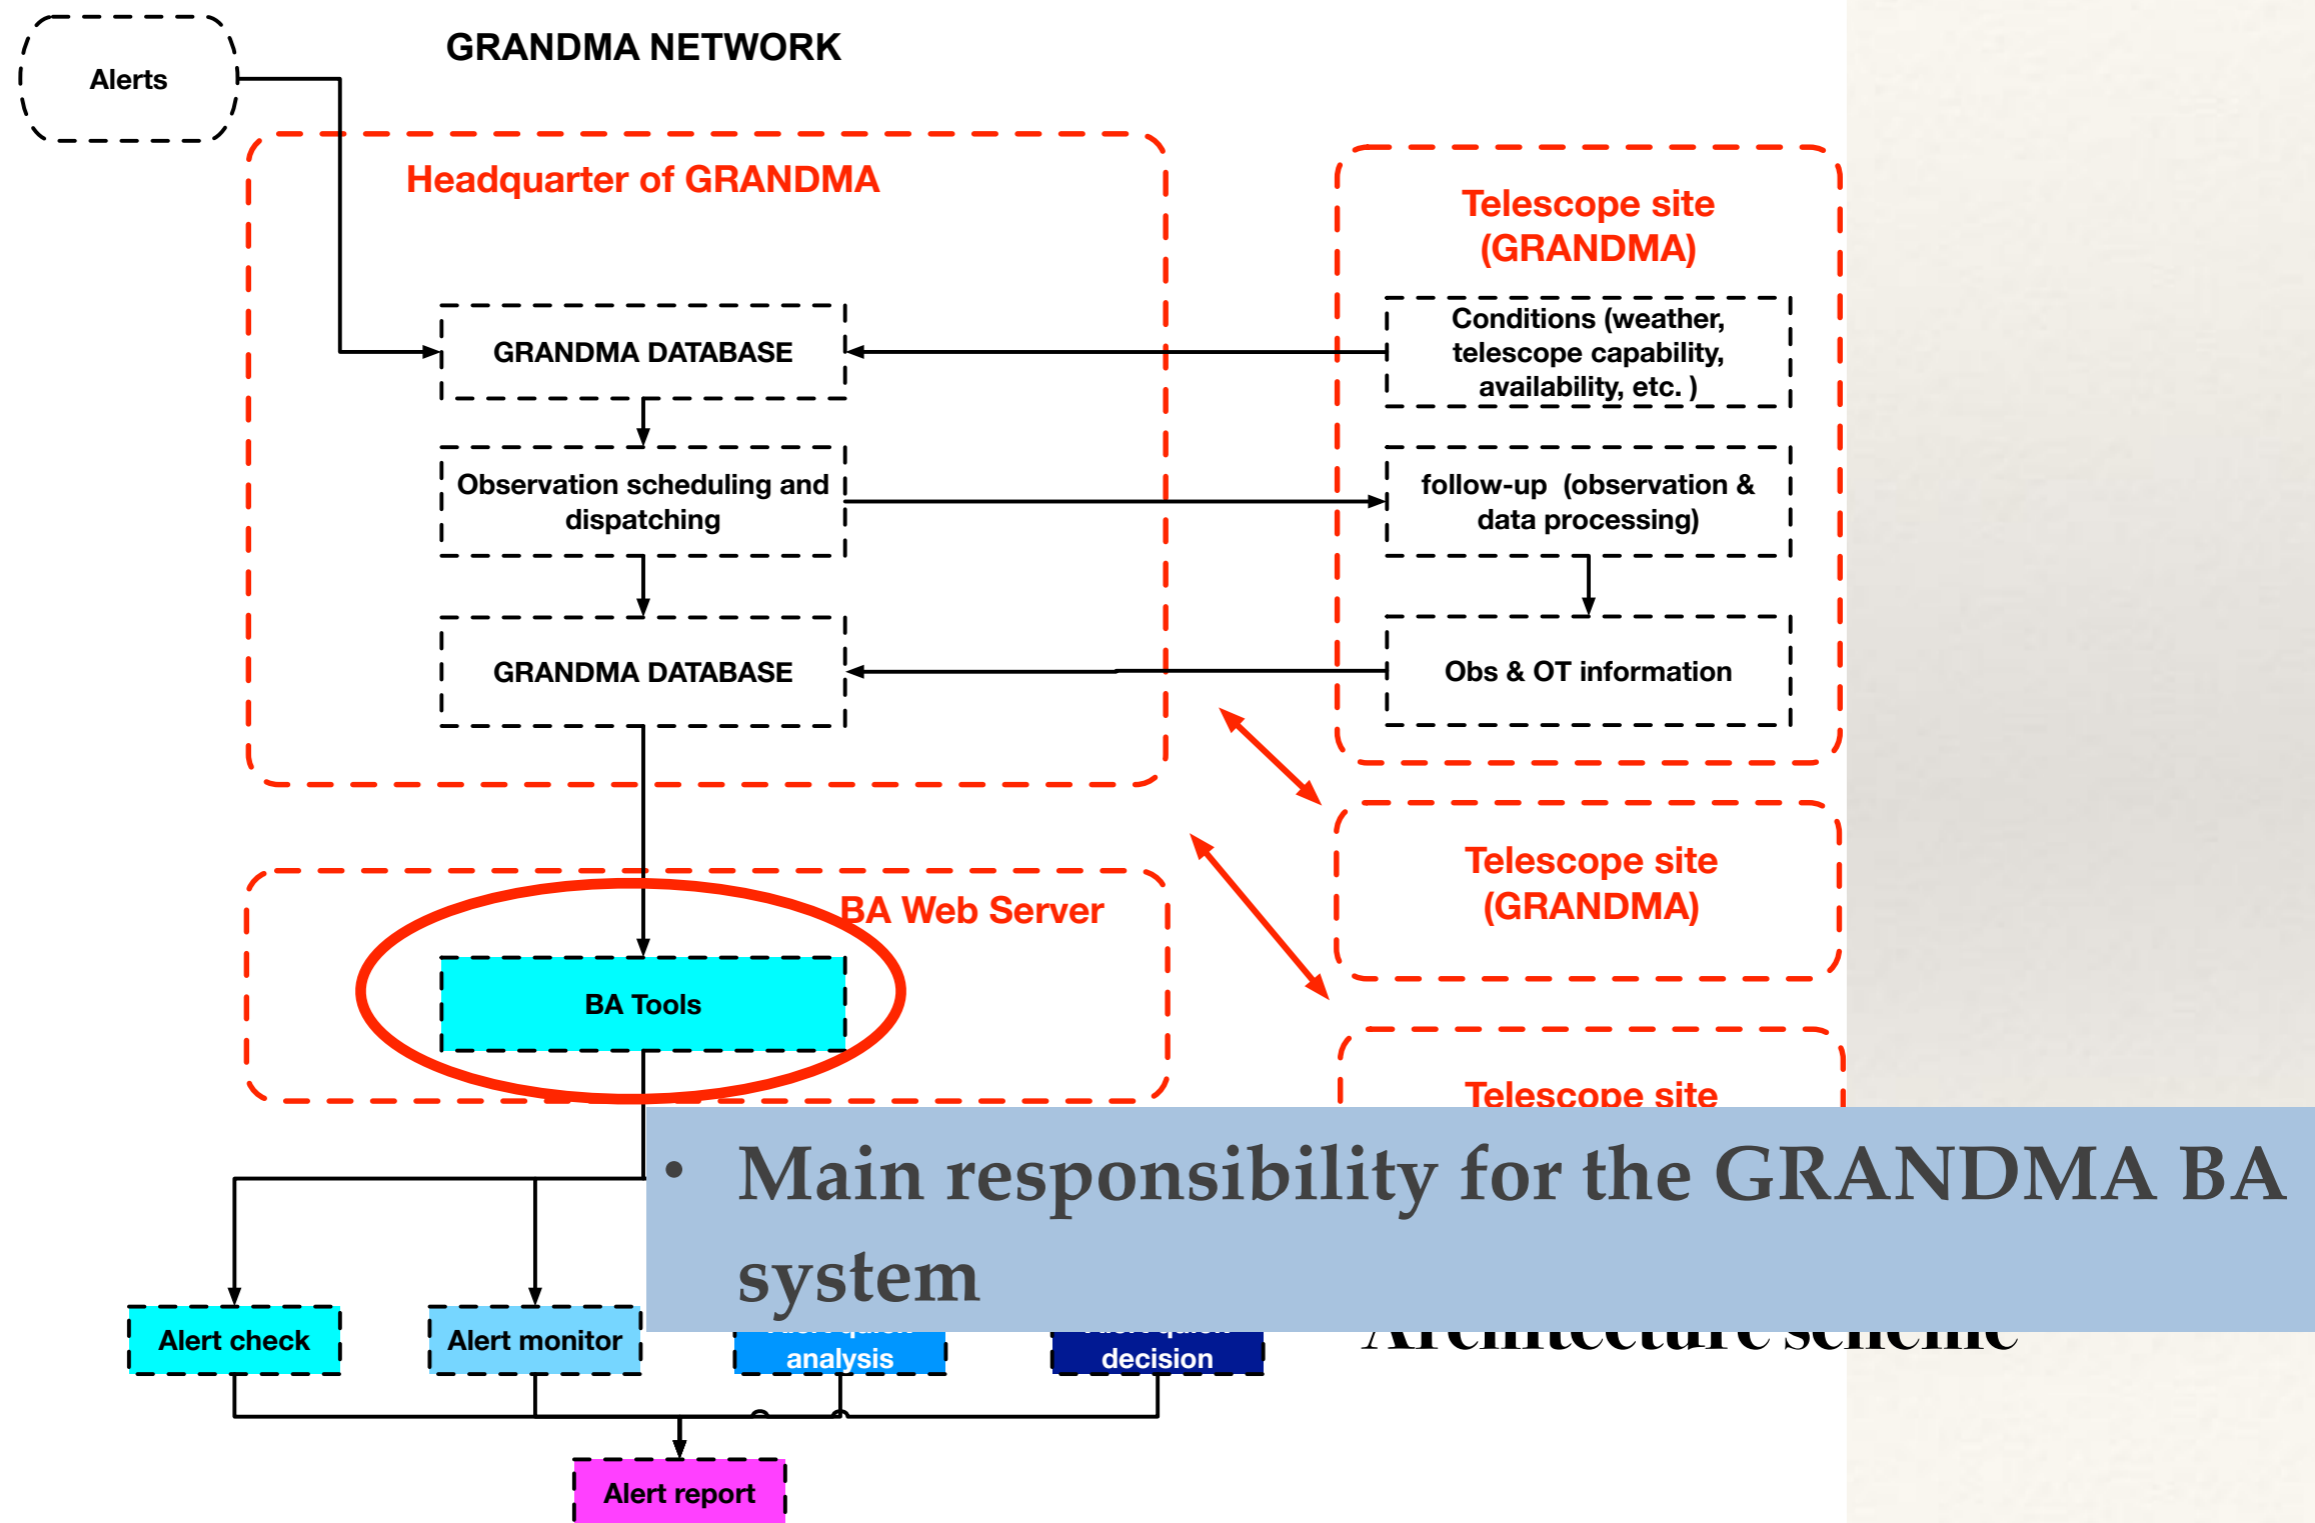 GRANDMA NETWORK
Alerts
Headquarter of GRANDMA
Telescope site
(GRANDMA)
GRANDMA DATABASE
Conditions (weather,
telescope capability,
availability, etc. )
Observation scheduling and
dispatching
follow-up (observation &
data processing)
GRANDMA DATABASE
Obs & OT information
Telescope site
(GRANDMA)
BA Web Server
BA Tools
Telescope site
• Main responsibility for the GRANDMA BA
system
Alert check
Alert monitor
analysis
decision
Architecture scheme
Alert report